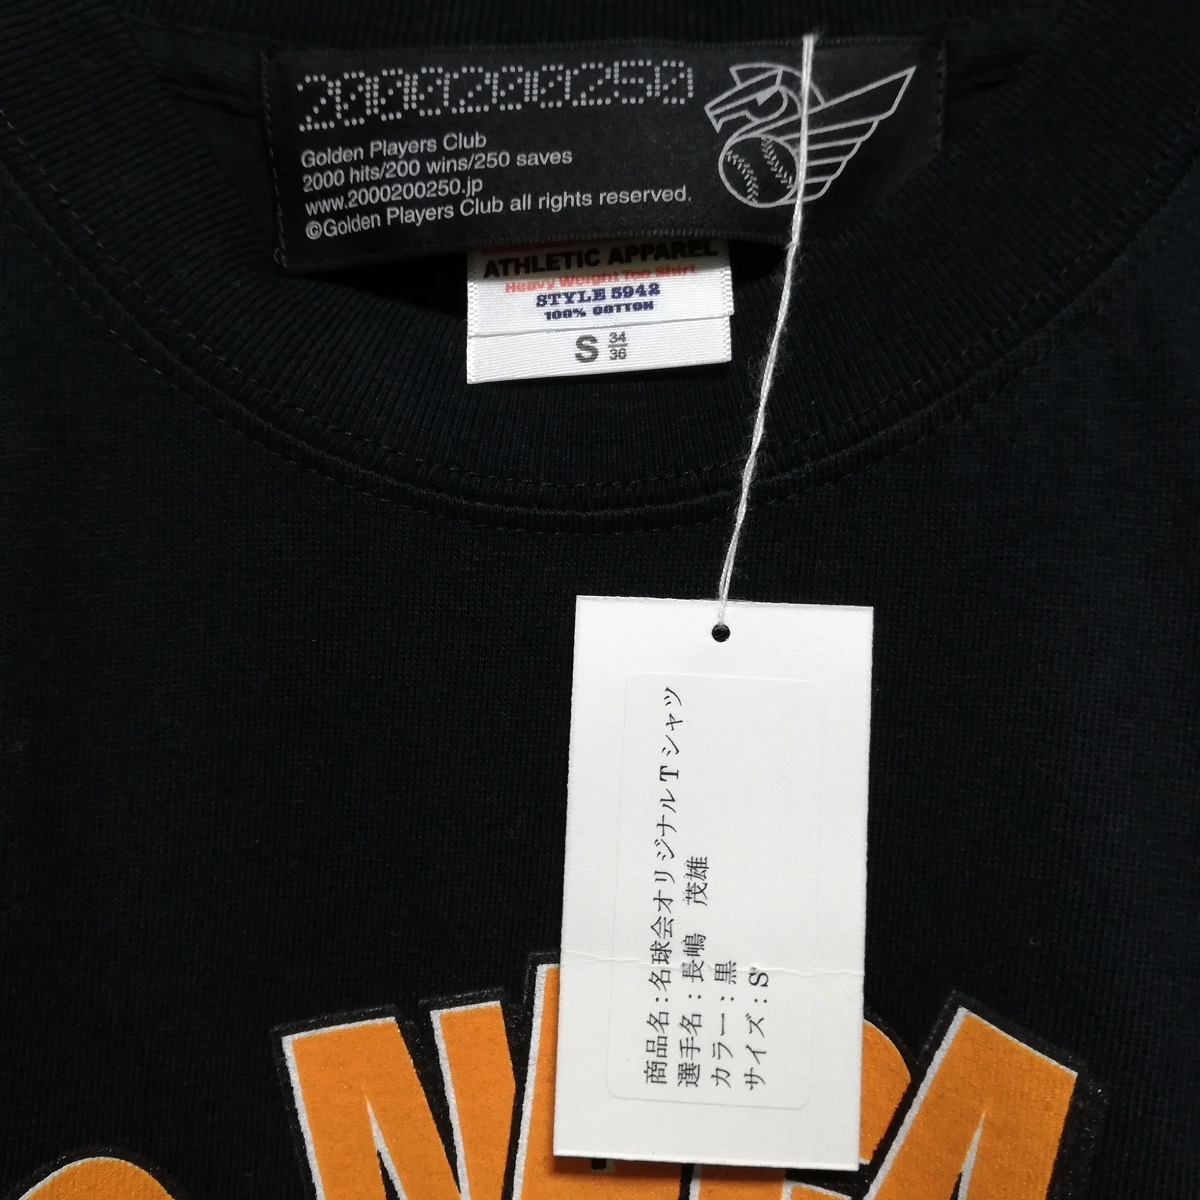 2000200250
Golden Players Club
2000 hits/200 wins/250 saves
www.2000200250.jp
©Golden Players Club all rights reserved.
ATHLETIC APPAREL
Heavy Weight Tee Shirt
STYLE 5942
100% COTTON
S 34
36
商品名：名球会オリジナルTシャツ
選手名：長嶋　茂雄
カラー：黒
サイズ：S